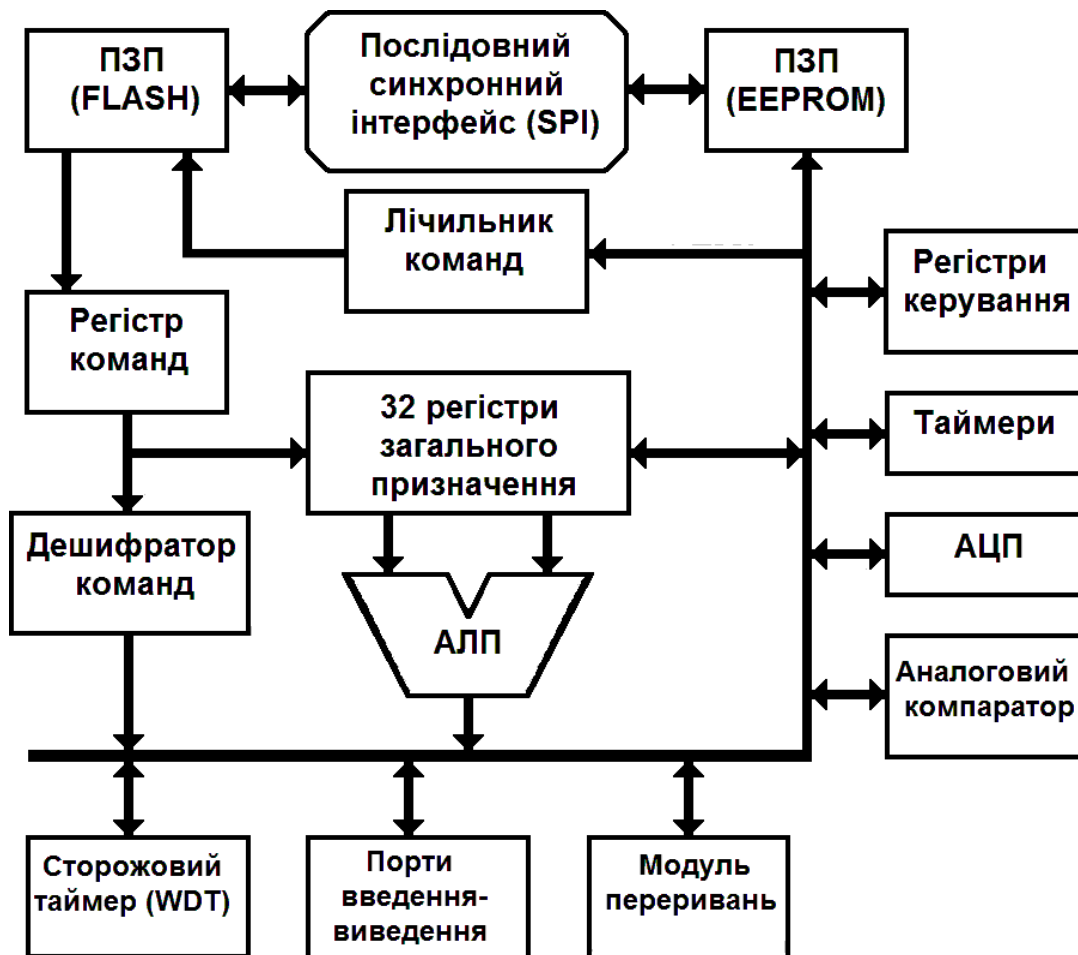 ПЗП
(FLASH)
Послідовний
синхронний
інтерфейс (SPI)
ПЗП
(EEPROM)
Лічильник
команд
Регістри
керування
Регістр
команд
32 регістри
загального
призначення
Таймери
Дешифратор
команд
АЦП
АЛП
Аналоговий
компаратор
Сторожовий
таймер (WDT)
Порти
введення-
виведення
Модуль
переривань